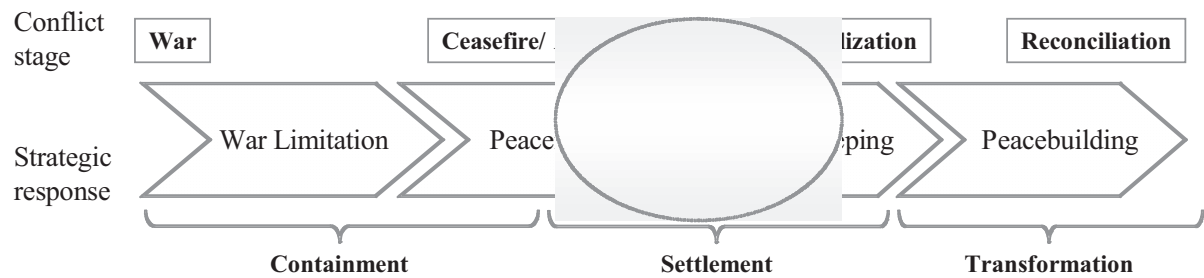 Conflict
stage
War
Ceasefire/
lization
Reconciliation
Strategic
response
War Limitation
Peace
ping
Peacebuilding
Containment
Settlement
Transformation